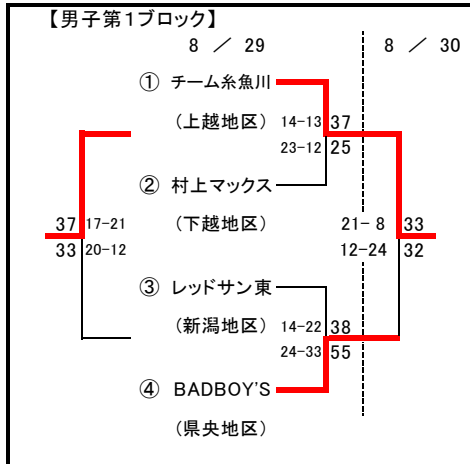 【男子第1ブロック】
8 ／ 29
8 ／ 30
① チーム糸魚川
(上越地区)
14-13 37
23-12 25
② 村上マックス
(下越地区)
37 17-21
33 20-12
21- 8 33
12-24 32
③ レッドサン東
(新潟地区)
14-22 38
24-33 55
④ BADBOY'S
(県央地区)